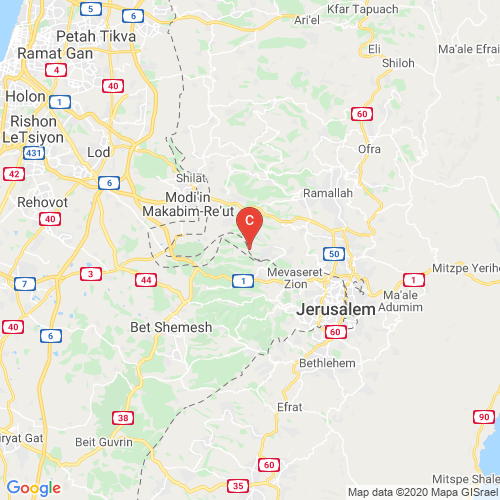 Kfar Tapuach
5
60
Ari'el
Petah Tikva
6
Eli
Ma'ale Efrai
Ramat Gan
Shiloh
4
40
Holon
1
60
Rishon
LeTsiyon
431
Lod
Ofra
42
Shilat
6
Ramallah
Rehovot
Modi'in
Makabim-Re'ut
40
C
50
3
Mevaseret
Zion
Mitzpe Yeriho
7
44
1
1
Ma'ale
Adumim
Jerusalem
40
6
Bet Shemesh
60
Bethlehem
38
Efrat
90
iryat Gat
Beit Guvrin
60
35
Mitspe Shale
Google
Map data ©2020 Mapa GISrael